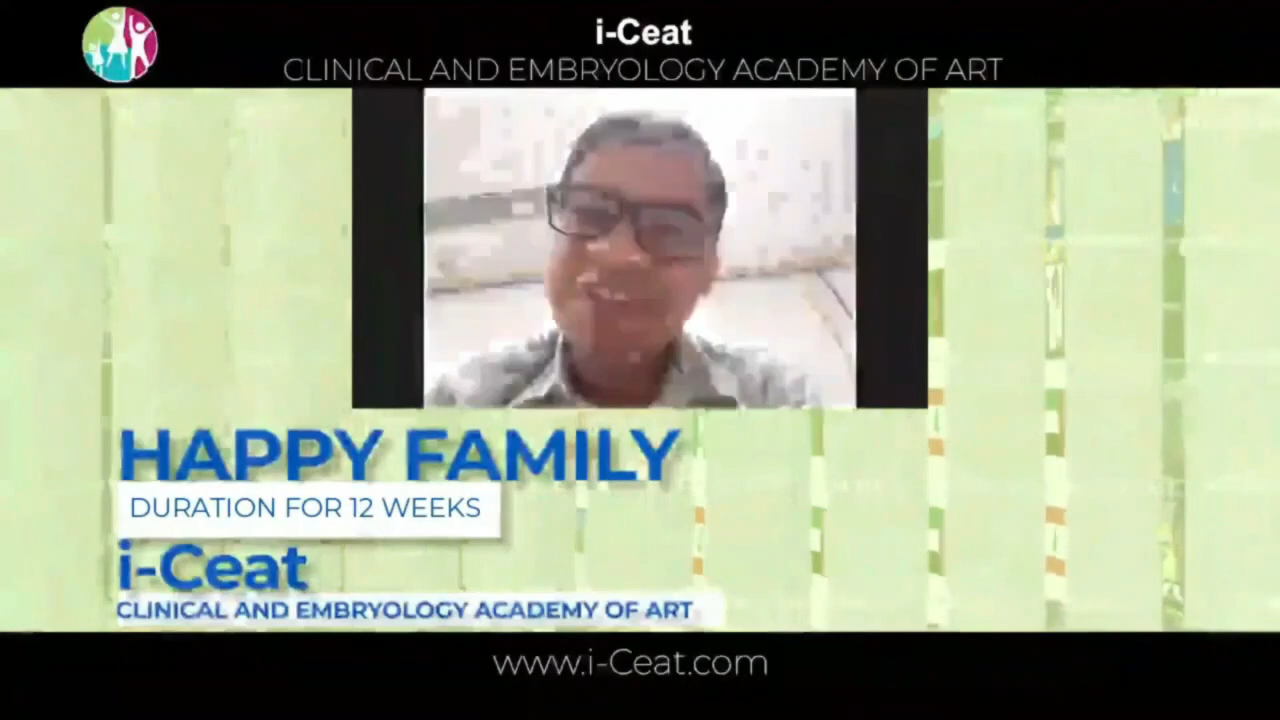 i-Ceat
CLINICAL AND EMBRYOLOGY ACADEMY OF ART
HAPPY FAMILY
DURATION FOR 12 WEEKS
i-Ceat
CLINICAL AND EMBRYOLOGY ACADEMY OF ART
www.i-Ceat.com